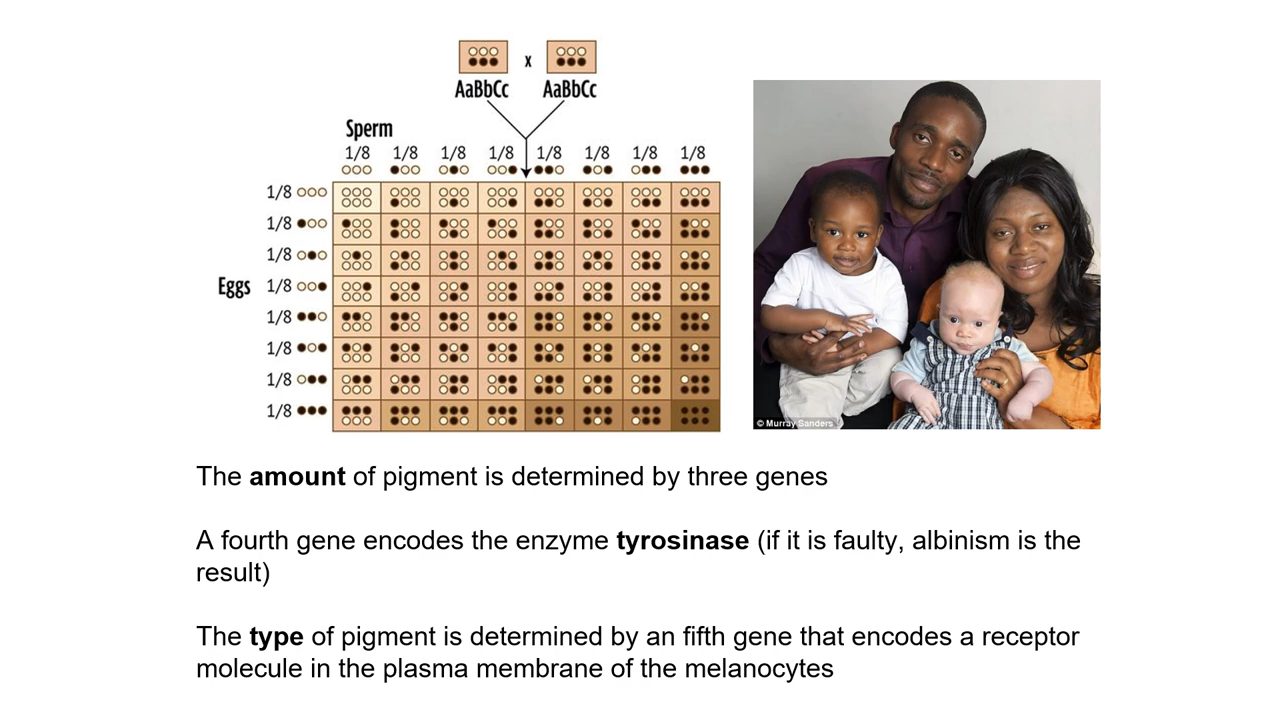 AaBbCc x AaBbCc
Sperm
1/8 1/8 1/8 1/8 1/8 1/8 1/8 1/8
1/8
1/8
1/8
Eggs
1/8
1/8
1/8
1/8
1/8
© Murray Sanders
The amount of pigment is determined by three genes
A fourth gene encodes the enzyme tyrosinase (if it is faulty, albinism is the
result)
The type of pigment is determined by an fifth gene that encodes a receptor
molecule in the plasma membrane of the melanocytes